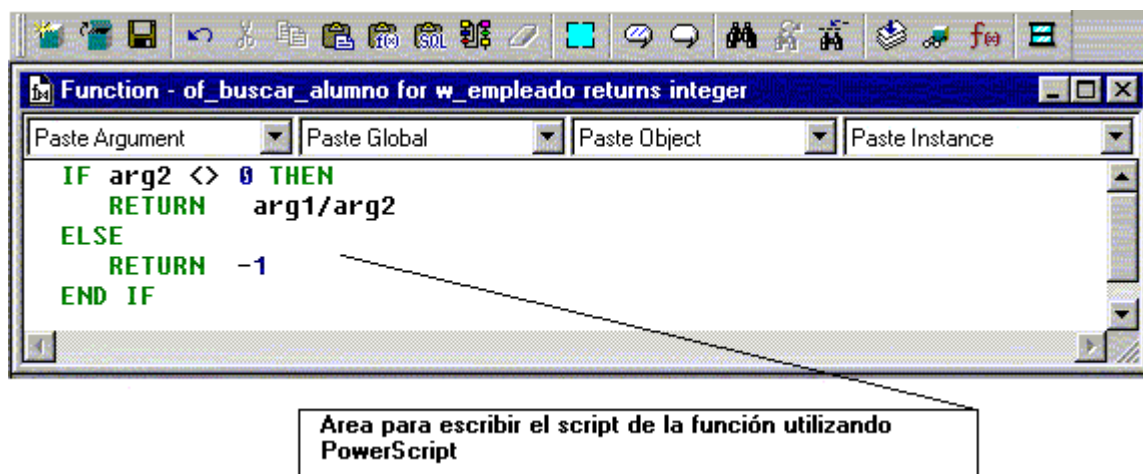 f(x)
SQL
f(x)
Function - of_buscar_alumno for w_empleado returns integer
Paste Argument Paste Global Paste Object Paste Instance
IF arg2 <> 0 THEN
RETURN arg1/arg2
ELSE
RETURN -1
END IF
Area para escribir el script de la función utilizando
PowerScript